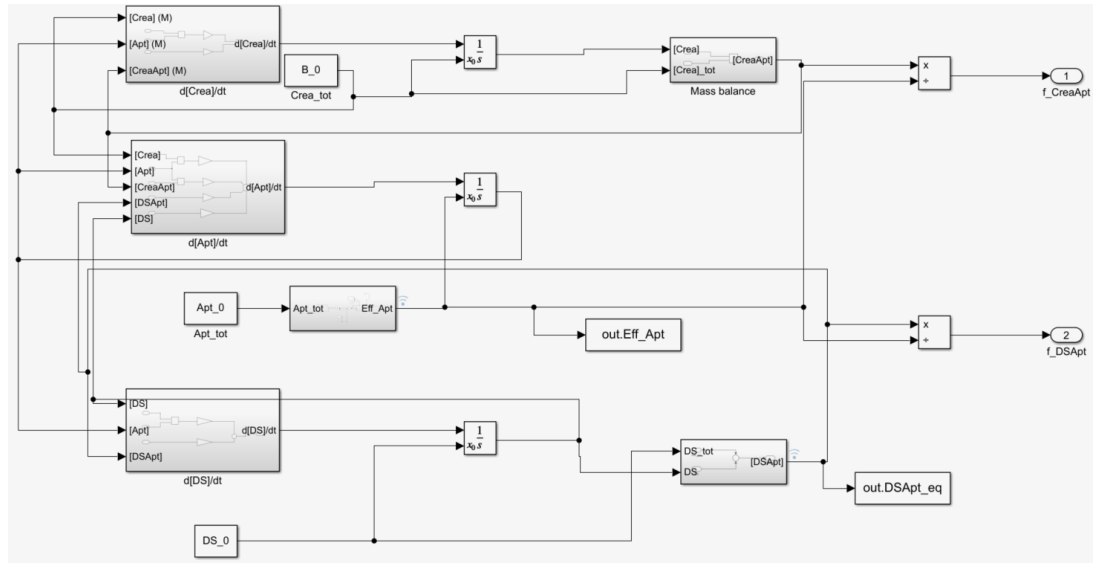 [Crea] (M)
[Apt] (M)
[CreaApt] (M)
d[Crea]/dt
d[Crea]/dt
B_0
Crea_tot
1
x₀ s
[Crea]
[Crea]_tot
[CreaApt]
Mass balance
x
÷
1
f_CreaApt
[Crea]
[Apt]
[CreaApt]
[DSApt]
[DS]
d[Apt]/dt
d[Apt]/dt
1
x₀ s
Apt_0
Apt_tot
Apt_tot
Eff_Apt
out.Eff_Apt
x
÷
2
f_DSApt
[DS]
[Apt]
[DSApt]
d[DS]/dt
d[DS]/dt
1
x₀ s
DS_tot
DS
[DSApt]
out.DSApt_eq
DS_0